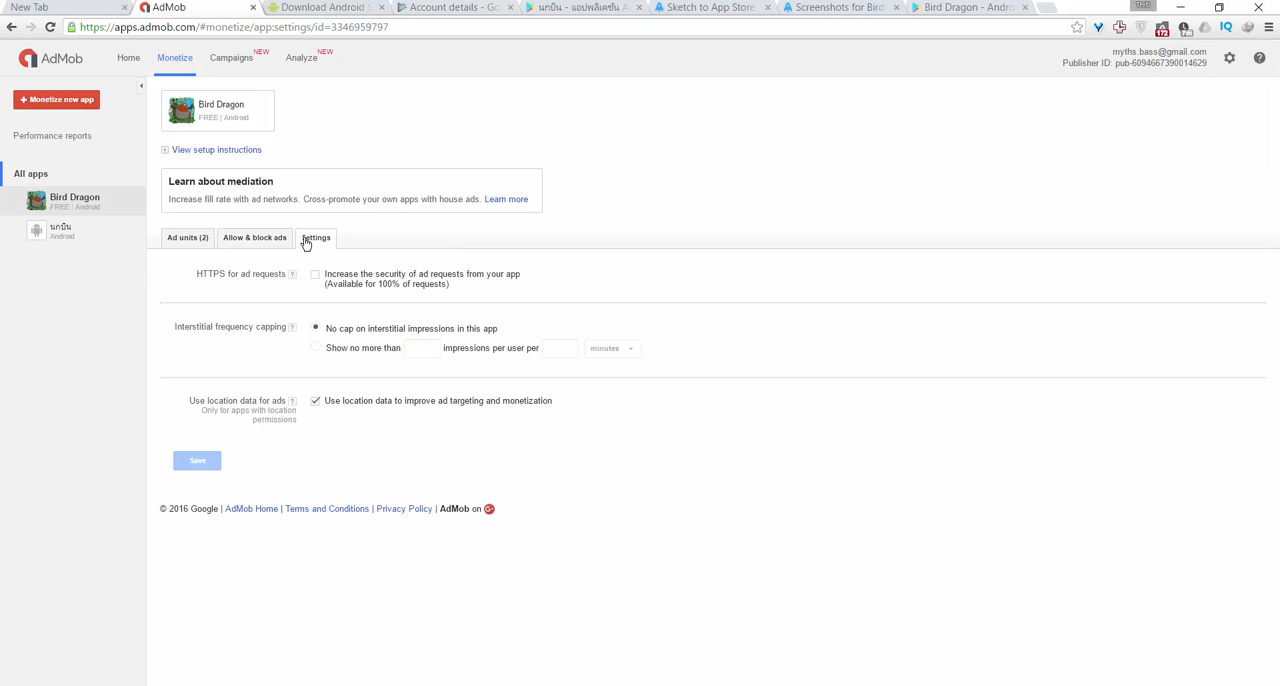 New Tab
AdMob
Download Android S
Account details - Go
นกบิน - แอปพลิเคชัน A
Sketch to App Store
Screenshots for Bird
Bird Dragon - Andro
Thiti
https://apps.admob.com/#monetize/app:settings/id=3346959797
172
IQ
AdMob
Home
Monetize
Campaigns NEW
Analyze NEW
myths.bass@gmail.com
Publisher ID: pub-6094667390014629
+ Monetize new app
Performance reports
All apps
Bird Dragon
FREE | Android
นกบิน
Android
Bird Dragon
FREE | Android
View setup instructions
Learn about mediation
Increase fill rate with ad networks. Cross-promote your own apps with house ads. Learn more
Ad units (2)
Allow & block ads
Settings
HTTPS for ad requests ?
Increase the security of ad requests from your app
(Available for 100% of requests)
Interstitial frequency capping ?
No cap on interstitial impressions in this app
Show no more than impressions per user per minutes
Use location data for ads ?
Only for apps with location
permissions
Use location data to improve ad targeting and monetization
Save
© 2016 Google | AdMob Home | Terms and Conditions | Privacy Policy | AdMob on G+